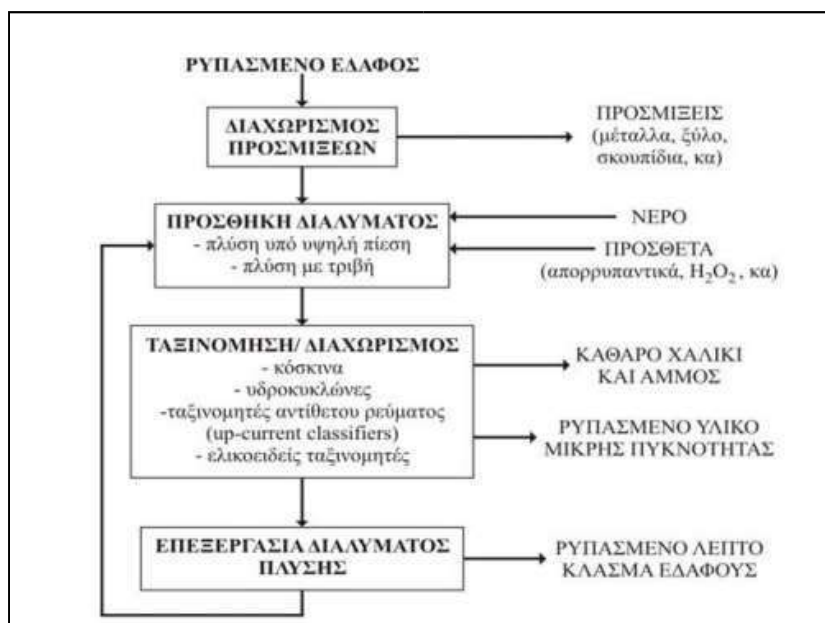 ΡΥΠΑΣΜΕΝΟ ΕΔΑΦΟΣ
ΔΙΑΧΩΡΙΣΜΟΣ
ΠΡΟΣΜΙΞΕΩΝ
ΠΡΟΣΜΙΞΕΙΣ
(μέταλλα, ξύλο,
σκουπίδια, κα)
ΠΡΟΣΘΗΚΗ ΔΙΑΛΥΜΑΤΟΣ
- πλύση υπό υψηλή πίεση
- πλύση με τριβή
ΝΕΡΟ
ΠΡΟΣΘΕΤΑ
(απορρυπαντικά, H₂O₂, κα)
ΤΑΞΙΝΟΜΗΣΗ/ ΔΙΑΧΩΡΙΣΜΟΣ
- κόσκινα
- υδροκυκλώνες
-ταξινομητές αντίθετου ρεύματος
(up-current classifiers)
- ελικοειδείς ταξινομητές
ΚΑΘΑΡΟ ΧΑΛΙΚΙ
ΚΑΙ ΑΜΜΟΣ
ΡΥΠΑΣΜΕΝΟ ΥΛΙΚΟ
ΜΙΚΡΗΣ ΠΥΚΝΟΤΗΤΑΣ
ΕΠΕΞΕΡΓΑΣΙΑ ΔΙΑΛΥΜΑΤΟΣ
ΠΛΥΣΗΣ
ΡΥΠΑΣΜΕΝΟ ΛΕΠΤΟ
ΚΛΑΣΜΑ ΕΔΑΦΟΥΣ